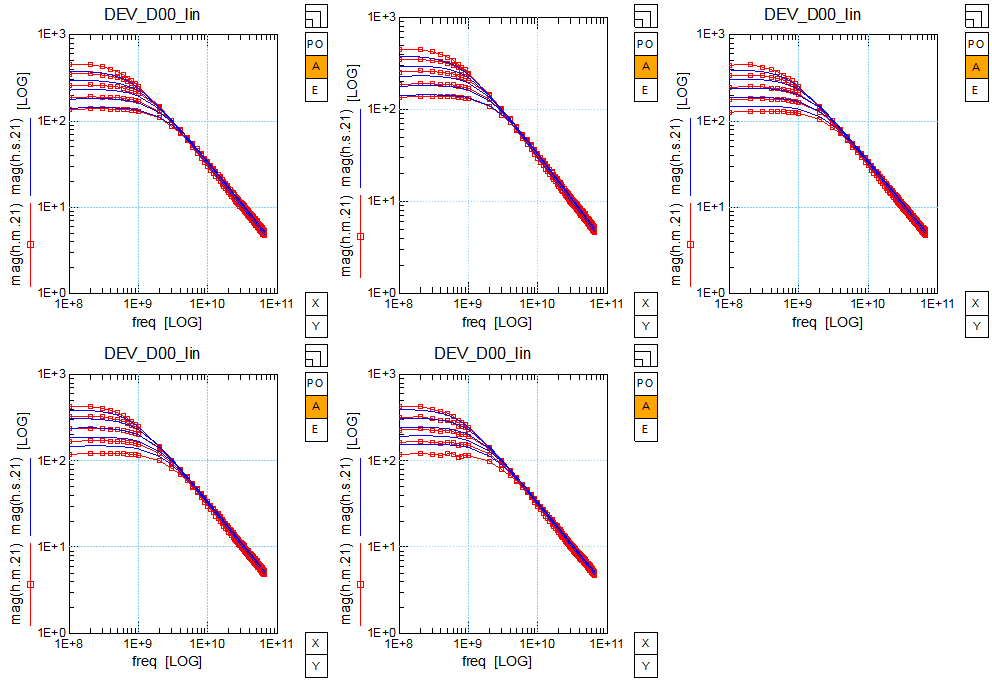 DEV_D00_lin
1E+3
1E+2
1E+1
1E+0
1E+8 1E+9 1E+10 1E+11
freq [LOG]
mag(h.m.21) mag(h.s.21) [LOG]
PO
A
E
X
Y
1E+3
1E+2
1E+1
1E+0
1E+8 1E+9 1E+10 1E+11
freq [LOG]
mag(h.m.21) mag(h.s.21) [LOG]
PO
A
E
X
Y
DEV_D00_lin
1E+3
1E+2
1E+1
1E+0
1E+8 1E+9 1E+10 1E+11
freq [LOG]
mag(h.m.21) mag(h.s.21) [LOG]
PO
A
E
X
Y
DEV_D00_lin
1E+3
1E+2
1E+1
1E+0
1E+8 1E+9 1E+10 1E+11
freq [LOG]
mag(h.m.21) mag(h.s.21) [LOG]
PO
A
E
X
Y
DEV_D00_lin
1E+3
1E+2
1E+1
1E+0
1E+8 1E+9 1E+10 1E+11
freq [LOG]
mag(h.m.21) mag(h.s.21) [LOG]
PO
A
E
X
Y